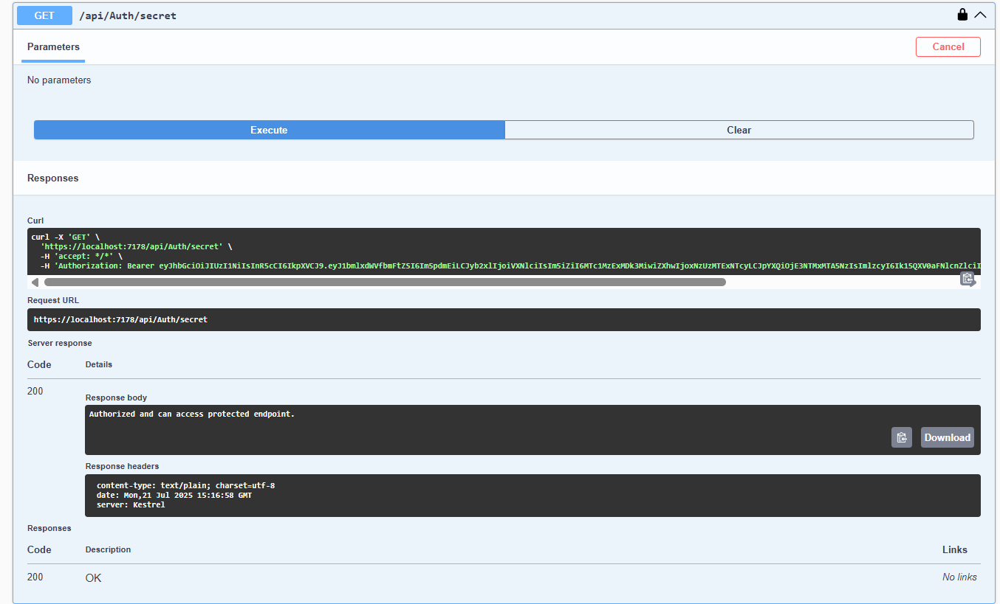 GET /api/Auth/secret
Parameters
Cancel
No parameters
Execute
Clear
Responses
Curl
curl -X 'GET' \
'https://localhost:7178/api/Auth/secret' \
-H 'accept: */*' \
-H 'Authorization: Bearer
Request URL
https://localhost:7178/api/Auth/secret
Server response
Code Details
200
Response body
Authorized and can access protected endpoint.
Download
Response headers
content-type: text/plain; charset=utf-8
date: Mon,21 Jul 2025 15:16:58 GMT
server: Kestrel
Responses
Code Description Links
200 OK No links